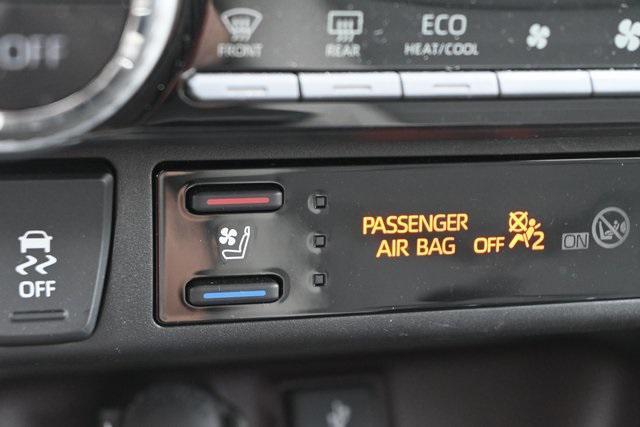 OFF
FRONT
REAR
ECO
HEAT/COOL
PASSENGER
AIR BAG OFF 2 ON
OFF